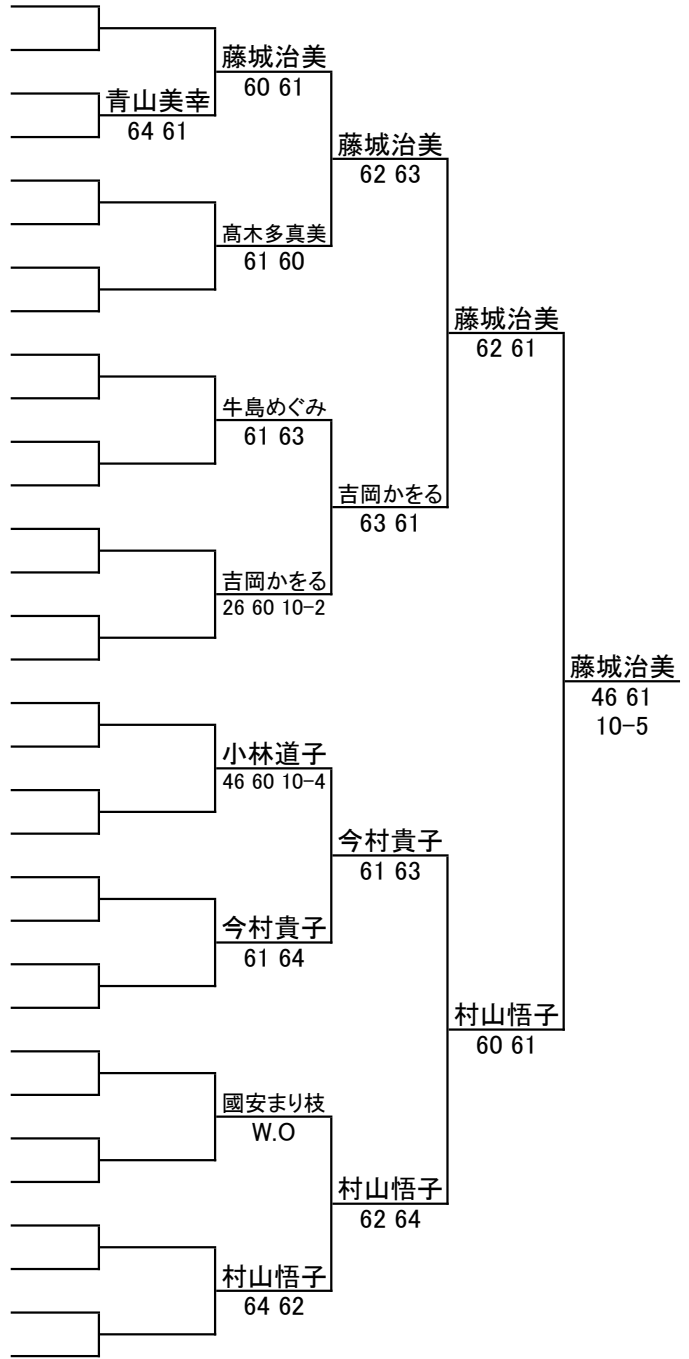 藤城治美
60 61
青山美幸
64 61
藤城治美
62 63
髙木多真美
61 60
藤城治美
62 61
牛島めぐみ
61 63
吉岡かをる
63 61
吉岡かをる
26 60 10-2
藤城治美
46 61
10-5
小林道子
46 60 10-4
今村貴子
61 63
今村貴子
61 64
村山悟子
60 61
國安まり枝
W.O
村山悟子
62 64
村山悟子
64 62